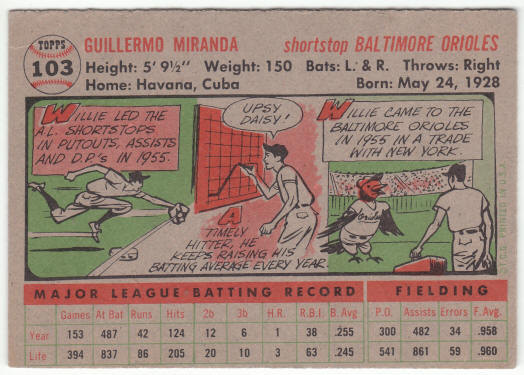 TOPPS
103
GUILLERMO MIRANDA shortstop BALTIMORE ORIOLES
Height: 5' 9½" Weight: 150 Bats: L. & R. Throws: Right
Home: Havana, Cuba Born: May 24, 1928
WILLIE LED THE
A.L. SHORTSTOPS
IN PUTOUTS, ASSISTS
AND D.P.'S IN 1955.
UPSY
DAISY!
A
TIMELY
HITTER, HE
KEEPS RAISING HIS
BATTING AVERAGE EVERY YEAR
WILLIE CAME TO THE
BALTIMORE ORIOLES
IN 1955 IN A TRADE
WITH NEW YORK.
Orioles
©T.C.G. PRINTED IN U.S.A.
MAJOR LEAGUE BATTING RECORD FIELDING
Games At Bat Runs Hits 2b 3b H.R. R.B.I. B. Avg. P.O. Assists Errors F. Avg.
Year 153 487 42 124 12 6 1 38 .255 300 482 34 .958
Life 394 837 86 205 20 10 3 63 .245 541 861 59 .960